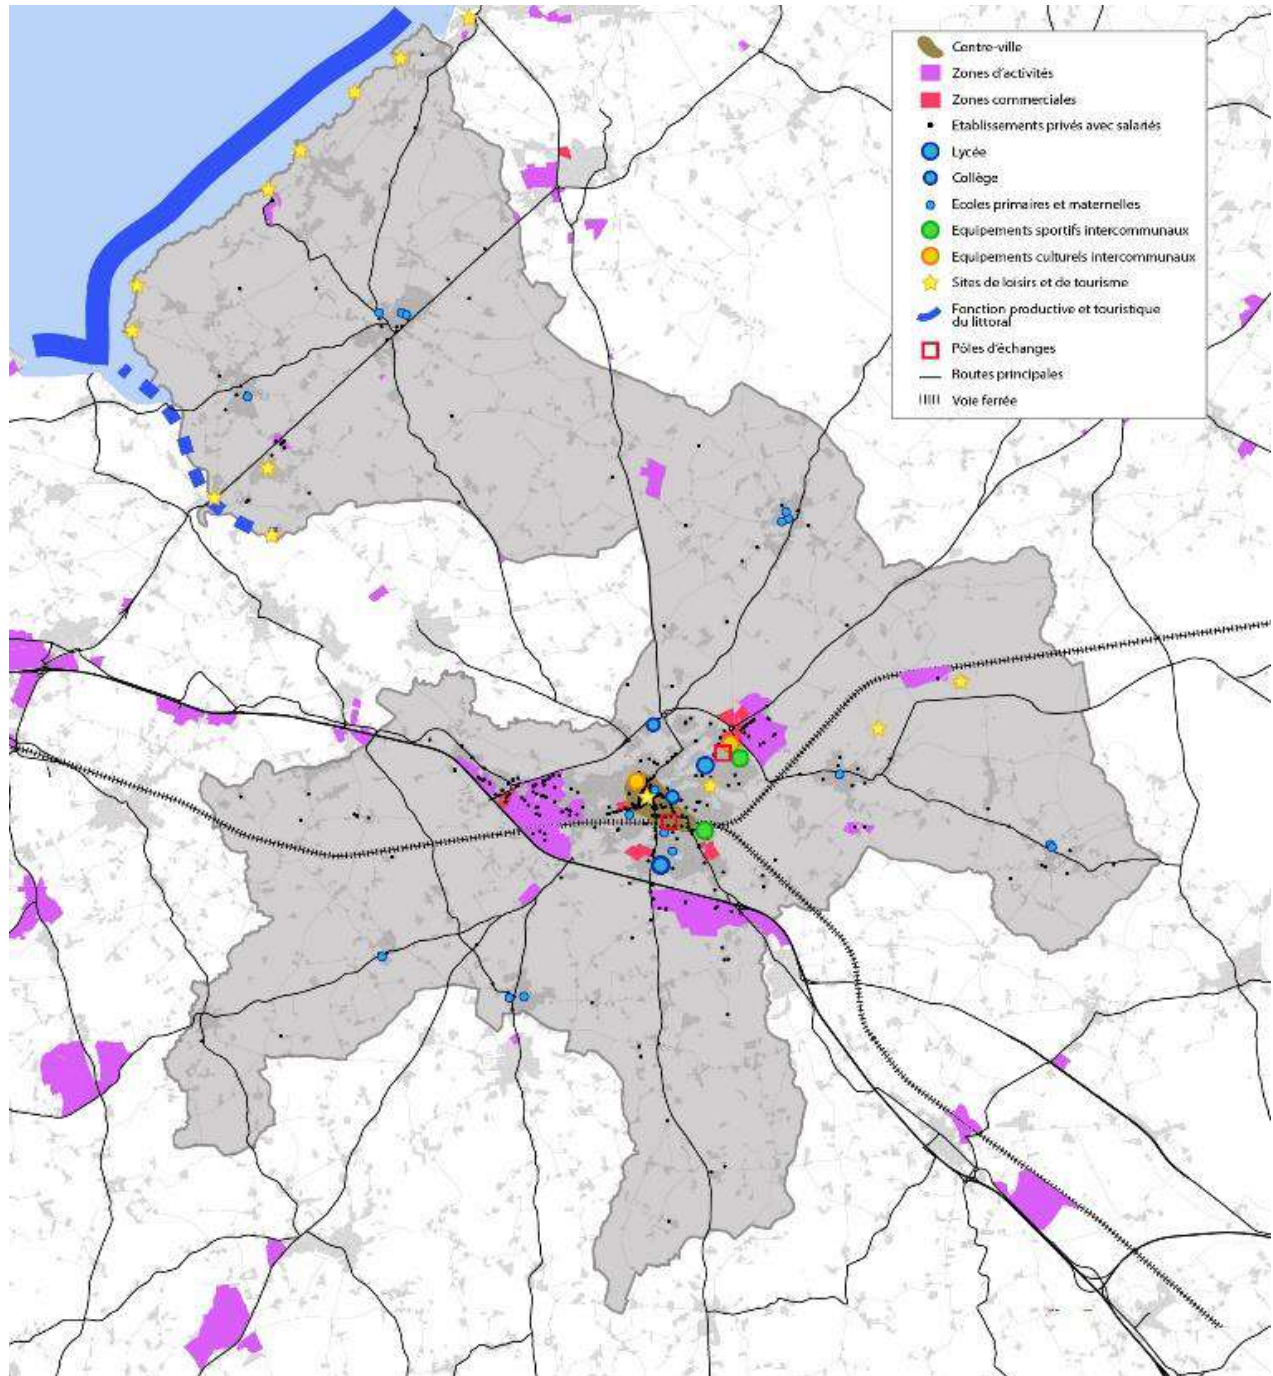 Centre-ville
Zones d'activités
Zones commerciales
Etablissements privés avec salariés
Lycée
Collège
Ecoles primaires et maternelles
Equipements sportifs intercommunaux
Equipements culturels intercommunaux
Sites de loisirs et de tourisme
Fonction productive et touristique
du littoral
Pôles d'échanges
Routes principales
Voie ferrée